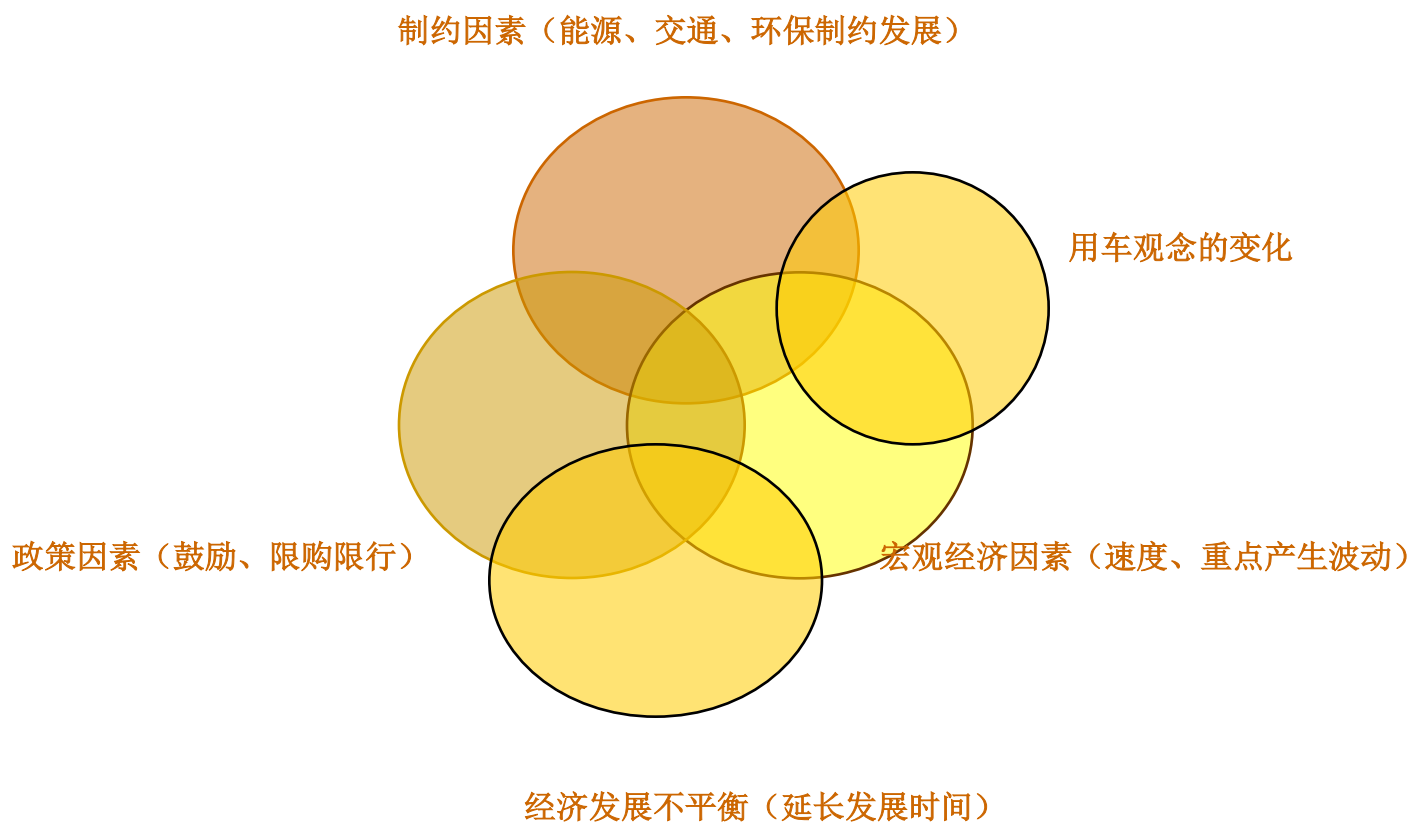 制约因素（能源、交通、环保制约发展）
用车观念的变化
政策因素（鼓励、限购限行）
宏观经济因素（速度、重点产生波动）
经济发展不平衡（延长发展时间）